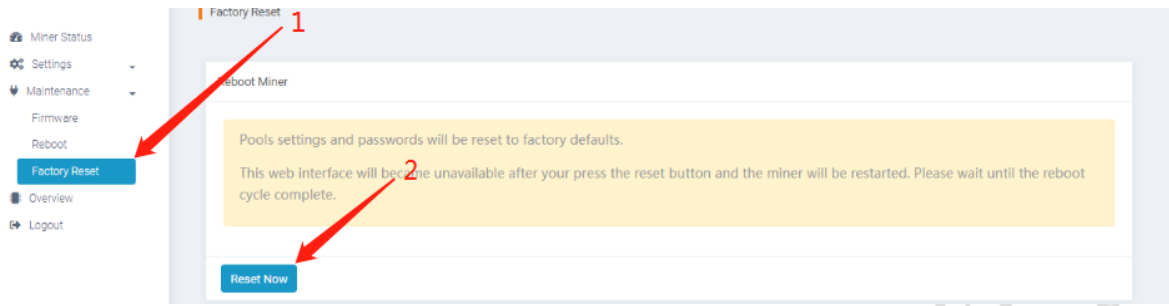 Factory Reset
1
Miner Status
Settings
Maintenance
Firmware
Reboot
Factory Reset
Overview
Logout
Reboot Miner
Pools settings and passwords will be reset to factory defaults.
This web interface will become unavailable after your press the reset button and the miner will be restarted. Please wait until the reboot
cycle complete.
2
Reset Now